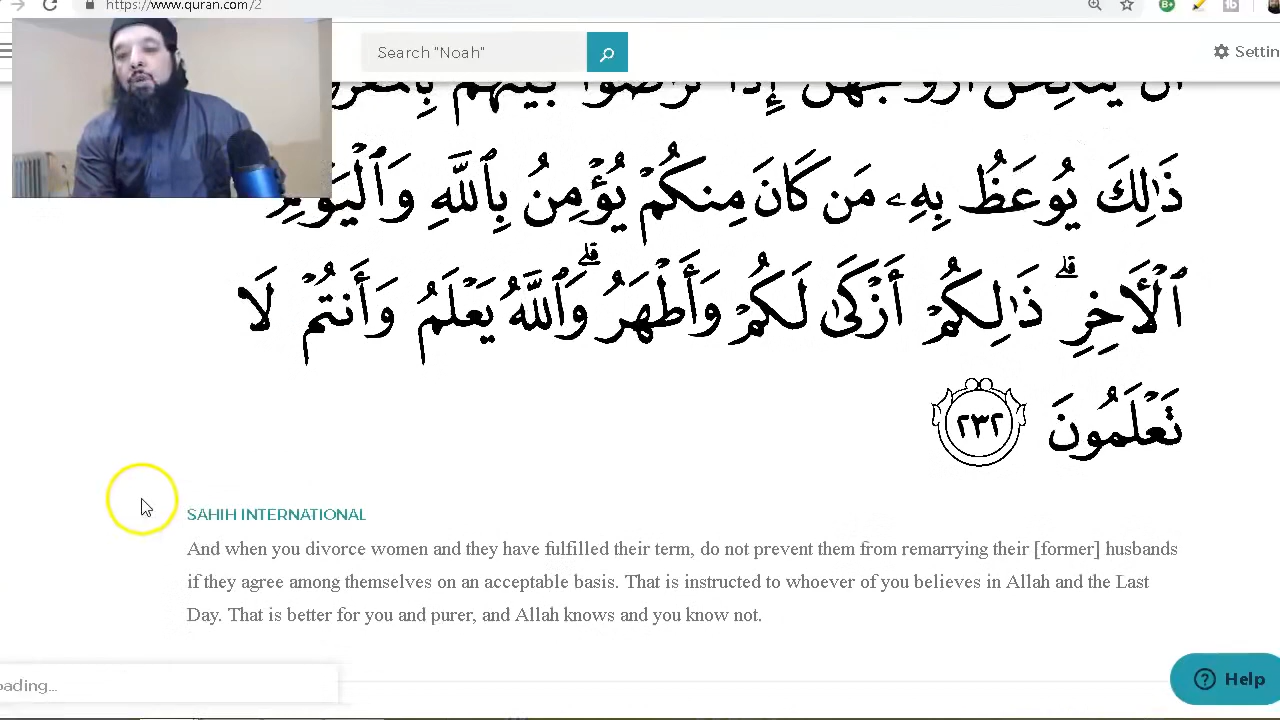 https://www.quran.com/2
Search "Noah"
Settin
ذَٰلِكَ يُوعَظُ بِهِۦ مَن كَانَ مِنكُمْ يُؤْمِنُ بِٱللَّهِ وَٱلْيَوْمِ
ٱلْـَٔاخِرِ ۗ ذَٰلِكُمْ أَزْكَىٰ لَكُمْ وَأَطْهَرُ ۗ وَٱللَّهُ يَعْلَمُ وَأَنتُمْ لَا
تَعْلَمُونَ ٢٣٢
SAHIH INTERNATIONAL
And when you divorce women and they have fulfilled their term, do not prevent them from remarrying their [former] husbands
if they agree among themselves on an acceptable basis. That is instructed to whoever of you believes in Allah and the Last
Day. That is better for you and purer, and Allah knows and you know not.
oading...
Help